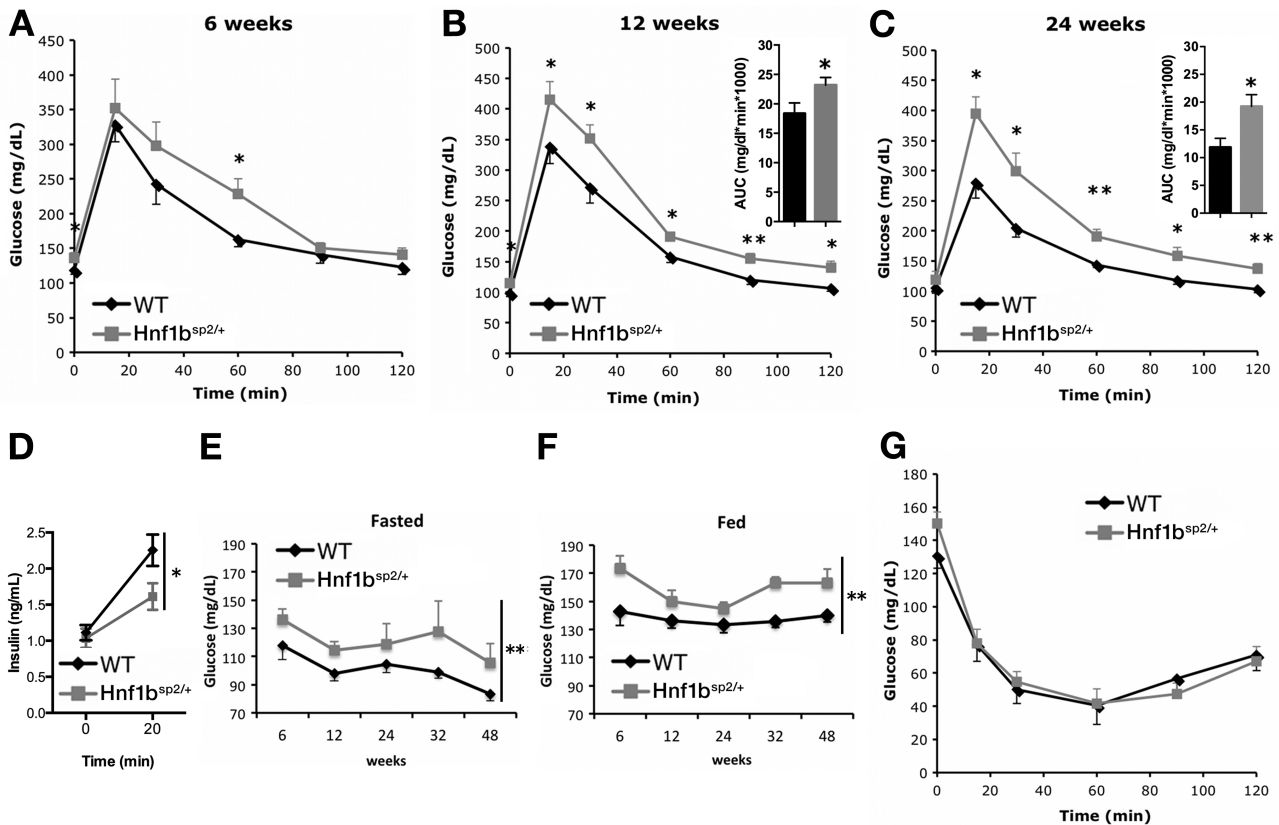 A
6 weeks
450
400
350
300
250
200
150
100
50
0
Glucose (mg/dL)
*
*
WT
Hnf1bsp2/+
0 20 40 60 80 100 120
Time (min)
B
12 weeks
500
450
400
350
300
250
200
150
100
50
0
Glucose (mg/dL)
*
*
*
*
**
*
WT
Hnf1bsp2/+
0 20 40 60 80 100 120
Time (min)
30
25
20
15
10
5
0
AUC (mg/dl*min*1000)
*
C
24 weeks
500
450
400
350
300
250
200
150
100
50
0
Glucose (mg/dL)
*
*
**
*
**
WT
Hnf1bsp2/+
0 20 40 60 80 100 120
Time (min)
30
25
20
15
10
5
0
AUC (mg/dl*min*1000)
*
D
2.5
2.0
1.5
1.0
0.5
0.0
Insuliin (ng/mL)
*
WT
Hnf1bsp2/+
0 20
Time (min)
E
Fasted
190
170
150
130
110
90
70
Glucose (mg/dL)
WT
Hnf1bsp2/+
**
6 12 24 32 48
weeks
F
Fed
190
170
150
130
110
90
70
Glucose (mg/dL)
**
WT
Hnf1bsp2/+
6 12 24 32 48
weeks
G
180
160
140
120
100
80
60
40
20
0
Glucose (mg/dL)
WT
Hnf1bsp2/+
0 20 40 60 80 100 120
Time (min)